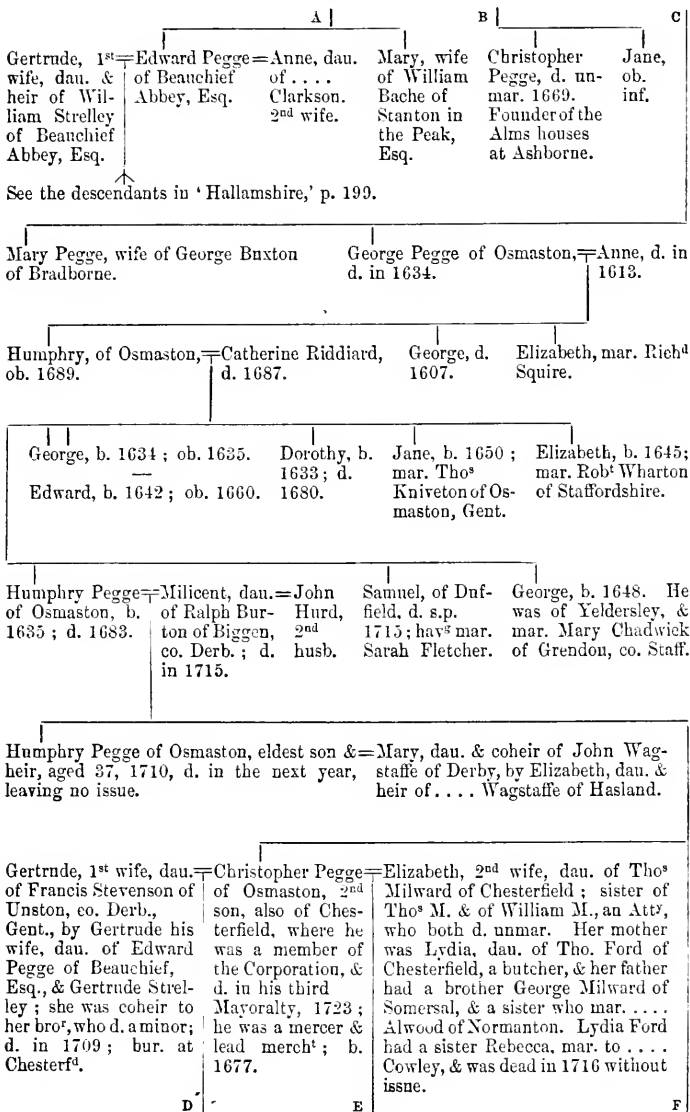 A B C
Gertrude, 1st wife, dau. & heir of William Strelley of Beauchief Abbey, Esq.
=Edward Pegge of Beauchief Abbey, Esq.
=Anne, dau. of .... Clarkson. 2nd wife.
Mary, wife of William Bache of Stanton in the Peak, Esq.
Christopher Pegge, d. unmar. 1669. Founder of the Alms houses at Ashborne.
Jane, ob. inf.
See the descendants in ‘Hallamshire,’ p. 199.
Mary Pegge, wife of George Buxton
of Bradborne.
George Pegge of Osmaston,=
d. in 1634.
Anne, d. in
1613.
Humphry, of Osmaston,=
ob. 1689.
Catherine Riddiard,
d. 1687.
George, d.
1607.
Elizabeth, mar. Richd
Squire.
George, b. 1634 ; ob. 1635.
—
Edward, b. 1642 ; ob. 1660.
Dorothy, b.
1633 ; d.
1680.
Jane, b. 1650 ;
mar. Thos
Kniveton of Os-
maston, Gent.
Elizabeth, b. 1645;
mar. Robt Wharton
of Staffordshire.
Humphry Pegge=
of Osmaston, b.
1635 ; d. 1683.
Milicent, dau.=
of Ralph Bur-
ton of Biggen,
co. Derb. ; d.
in 1715.
John
Hurd,
2nd
husb.
Samuel, of Duf-
field, d. s.p.
1715 ; havg mar.
Sarah Fletcher.
George, b. 1648. He
was of Yeldersley, &
mar. Mary Chadwick
of Grendon, co. Staff.
Humphry Pegge of Osmaston, eldest son &=
heir, aged 37, 1710, d. in the next year,
leaving no issue.
Mary, dau. & coheir of John Wag-
staffe of Derby, by Elizabeth, dau. &
heir of .... Wagstaffe of Hasland.
Gertrude, 1st wife, dau.=
of Francis Stevenson of
Unston, co. Derb.,
Gent., by Gertrude his
wife, dau. of Edward
Pegge of Beauchief,
Esq., & Gertrude Strel-
ley ; she was coheir to
her bror, who d. a minor;
d. in 1709 ; bur. at
Chesterfd.
Christopher Pegge=
of Osmaston, 2nd
son, also of Ches-
terfield, where he
was a member of
the Corporation, &
d. in his third
Mayoralty, 1723 ;
he was a mercer &
lead mercht ; b.
1677.
Elizabeth, 2nd wife, dau. of Thos
Milward of Chesterfield ; sister of
Thos M. & of William M., an Atty,
who both d. unmar. Her mother
was Lydia, dau. of Tho. Ford of
Chesterfield, a butcher, & her father
had a brother George Milward of
Somersal, & a sister who mar. ....
Alwood of Normanton. Lydia Ford
had a sister Rebecca, mar. to ....
Cowley, & was dead in 1716 without
issue.
D E F